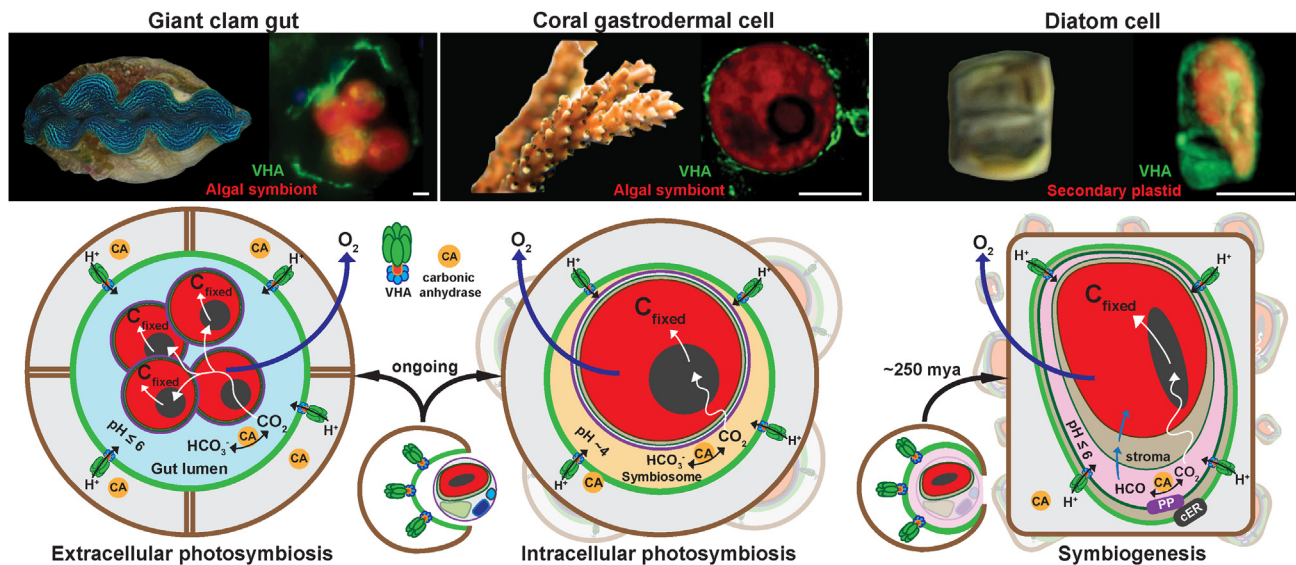 Giant clam gut
VHA
Algal symbiont
Coral gastrodermal cell
VHA
Algal symbiont
Diatom cell
VHA
Secondary plastid
CA
CA
H⁺
H⁺
O₂
C fixed
C fixed
pH ≤ 6
HCO₃⁻
CA
CO₂
Gut lumen
H⁺
H⁺
CA
CA
Extracellular photosymbiosis
VHA
CA
carbonic
anhydrase
ongoing
O₂
H⁺
H⁺
C fixed
pH ~4
HCO₃⁻
CA
CO₂
Symbiosome
H⁺
H⁺
CA
Intracellular photosymbiosis
~250 mya
O₂
H⁺
H⁺
C fixed
pH ≤ 6
stroma
HCO
CA
CO₂
PP
cER
H⁺
H⁺
CA
Symbiogenesis